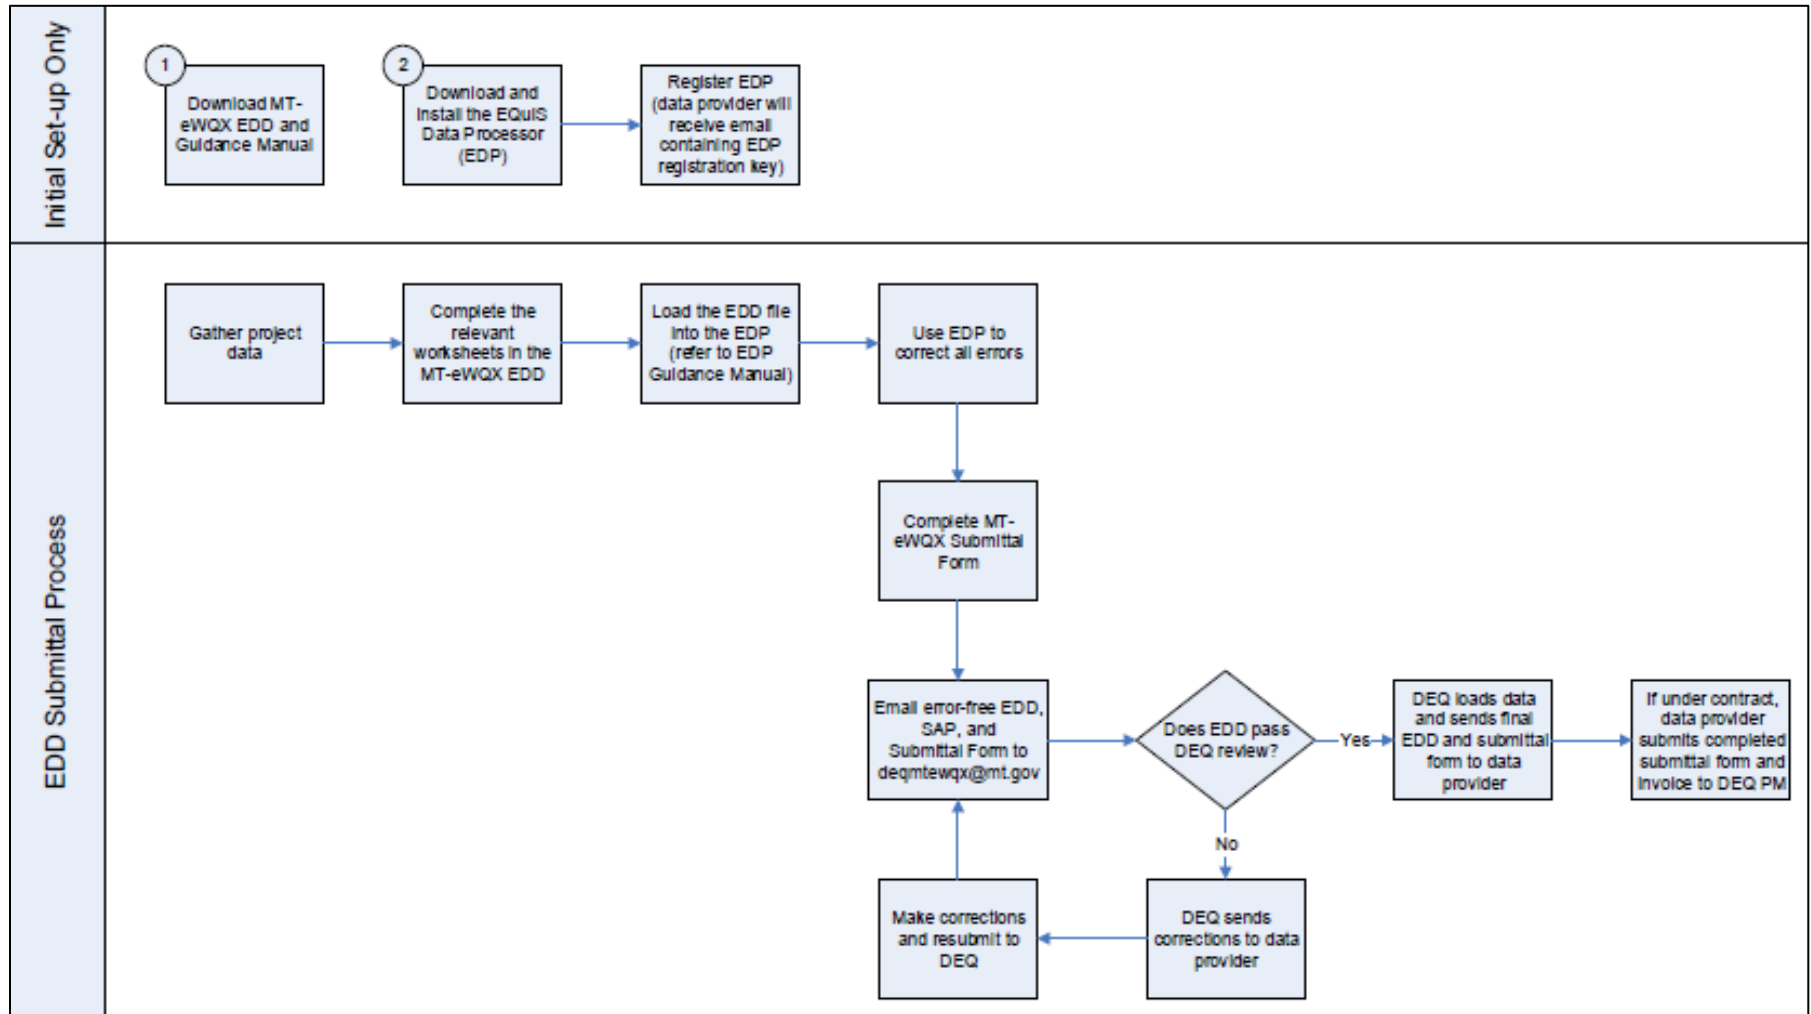 Initial Set-up Only
1
Download MT-
eWQX EDD and
Guidance Manual
2
Download and
Install the EQuIS
Data Processor
(EDP)
Register EDP
(data provider will
receive email
containing EDP
registration key)
EDD Submittal Process
Gather project
data
Complete the
relevant
worksheets in the
MT-eWQX EDD
Load the EDD file
into the EDP
(refer to EDP
Guidance Manual)
Use EDP to
correct all errors
Complete MT-
eWQX Submittal
Form
Email error-free EDD,
SAP, and
Submittal Form to
deqmtewqx@mt.gov
Does EDD pass
DEQ review?
Yes
DEQ loads data
and sends final
EDD and submittal
form to data
provider
If under contract,
data provider
submits completed
submittal form and
invoice to DEQ PM
No
DEQ sends
corrections to data
provider
Make corrections
and resubmit to
DEQ